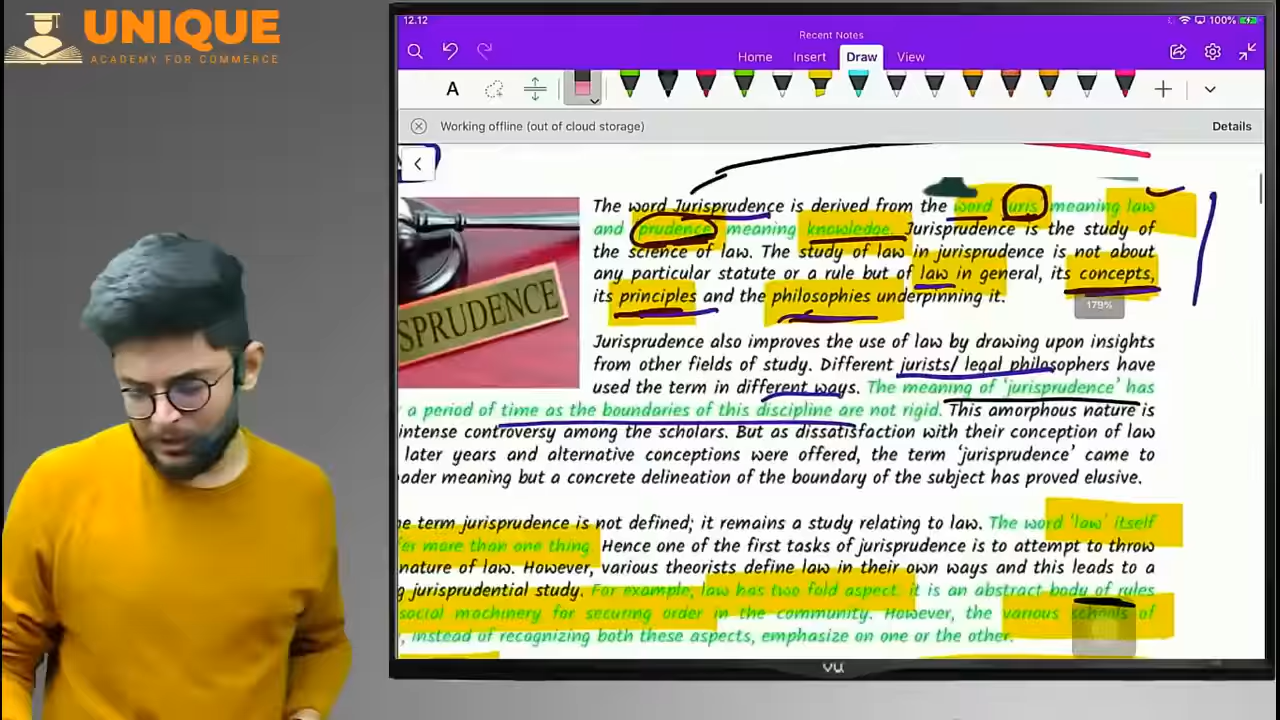 UNIQUE
ACADEMY FOR COMMERCE
12.12
100%
Recent Notes
Home Insert Draw View
A
Working offline (out of cloud storage)
Details
The word Jurisprudence is derived from the word uris meaning law
and prudence meaning knowledge. Jurisprudence is the study of
the science of law. The study of law in jurisprudence is not about
any particular statute or a rule but of law in general, its concepts,
its principles and the philosophies underpinning it.
179%
SPRUDENCE
Jurisprudence also improves the use of law by drawing upon insights
from other fields of study. Different jurists/ legal philosophers have
used the term in different ways. The meaning of 'jurisprudence' has
a period of time as the boundaries of this discipline are not rigid. This amorphous nature is
intense controversy among the scholars. But as dissatisfaction with their conception of law
later years and alternative conceptions were offered, the term 'jurisprudence' came to
ader meaning but a concrete delineation of the boundary of the subject has proved elusive.
e term jurisprudence is not defined; it remains a study relating to law. The word 'law' itself
fer more than one thing. Hence one of the first tasks of jurisprudence is to attempt to throw
nature of law. However, various theorists define law in their own ways and this leads to a
g jurisprudential study. For example, law has two fold aspect: it is an abstract body of rules
social machinery for securing order in the community. However, the various schools of
, instead of recognizing both these aspects, emphasize on one or the other.
vu